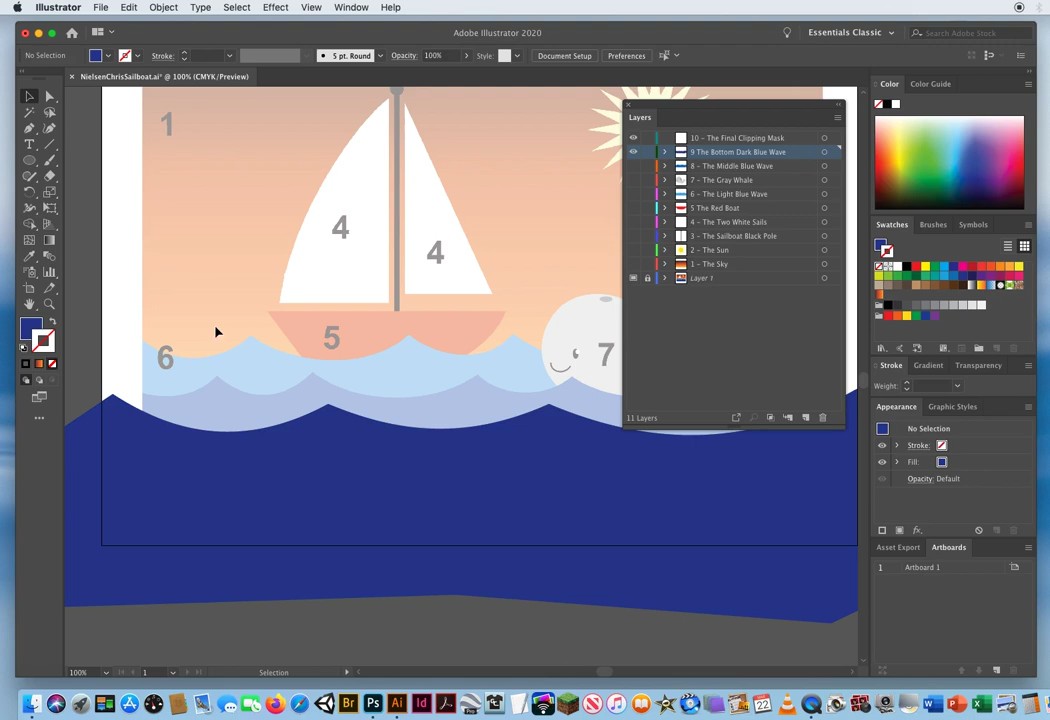 Illustrator File Edit Object Type Select Effect View Window Help
Adobe Illustrator 2020
Essentials Classic
Search Adobe Stock
No Selection
Stroke:
5 pt. Round
Opacity: 100%
Style:
Document Setup
Preferences
NielsenChrisSailboat.ai* @ 100% (CMYK/Preview)
1
4
4
5
6
7
Layers
10 - The Final Clipping Mask
9 The Bottom Dark Blue Wave
8 - The Middle Blue Wave
7 - The Gray Whale
6 - The Light Blue Wave
5 The Red Boat
4 - The Two White Sails
3 - The Sailboat Black Pole
2 - The Sun
1 - The Sky
Layer 1
11 Layers
Color Color Guide
Swatches Brushes Symbols
Stroke Gradient Transparency
Weight:
Appearance Graphic Styles
No Selection
Stroke:
Fill:
Opacity: Default
fx
Asset Export Artboards
1 Artboard 1
100%
1
Selection
Br Ps Ai Id
22
W P X